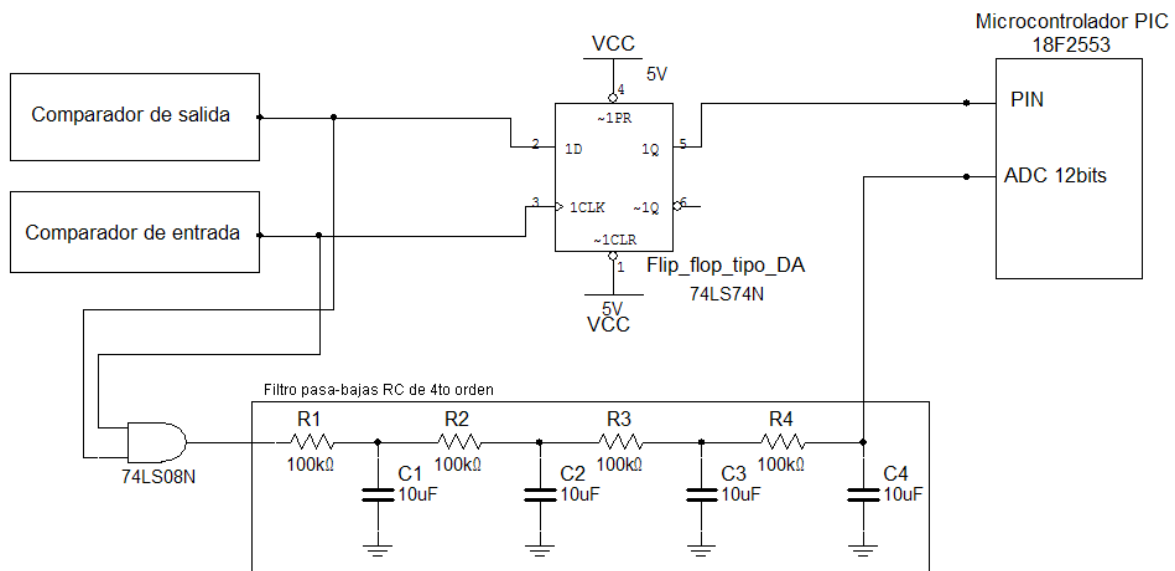 Microcontrolador PIC
18F2553
VCC
5V
4
Comparador de salida
~1PR
PIN
2
1D
1Q
5
ADC 12bits
Comparador de entrada
3
1CLK
~1Q
6
~1CLR
1
Flip_flop_tipo_DA
74LS74N
5V
VCC
Filtro pasa-bajas RC de 4to orden
R1
R2
R3
R4
100kΩ
100kΩ
100kΩ
100kΩ
74LS08N
C1
10uF
C2
10uF
C3
10uF
C4
10uF